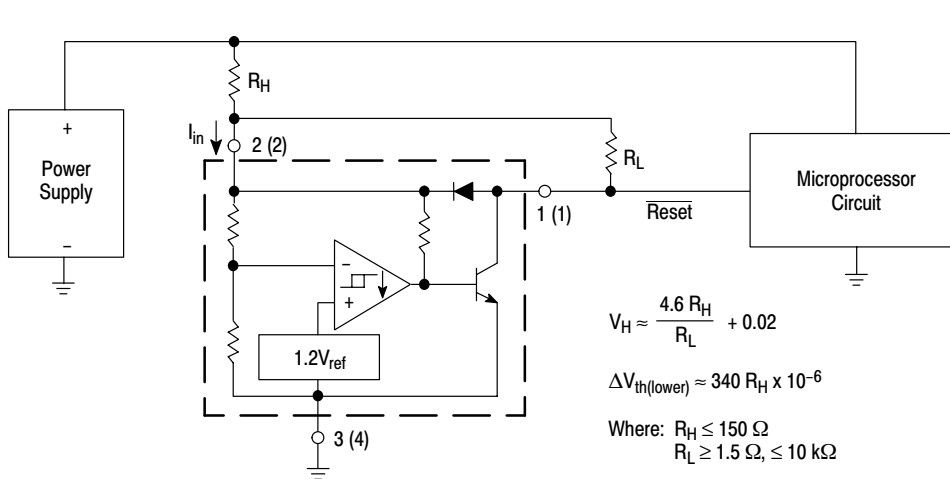 R_H
I_in
2 (2)
+
Power
Supply
−
R_L
1 (1)
Reset
Microprocessor
Circuit
−
+
1.2V_ref
3 (4)
V_H ≈ 4.6 R_H / R_L + 0.02
ΔV_th(lower) ≈ 340 R_H x 10⁻⁶
Where: R_H ≤ 150 Ω
R_L ≥ 1.5 Ω, ≤ 10 kΩ